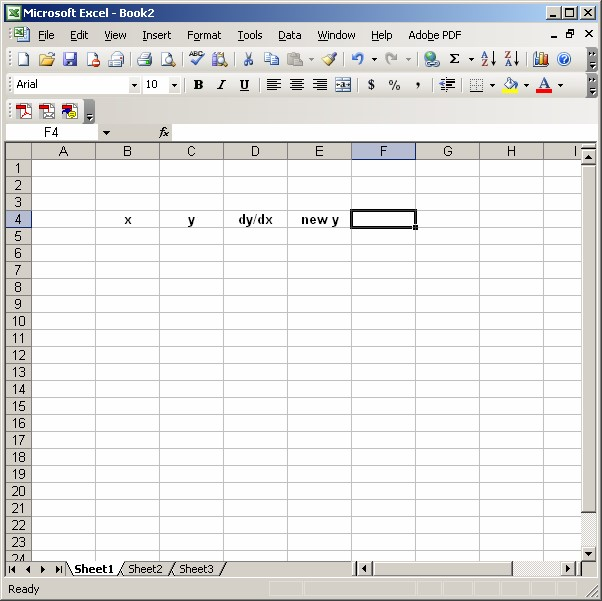 Microsoft Excel - Book2
File Edit View Insert Format Tools Data Window Help Adobe PDF
Arial 10 B I U $ % ,
F4 fx
A B C D E F G H I
1
2
3
4 x y dy/dx new y
5
6
7
8
9
10
11
12
13
14
15
16
17
18
19
20
21
22
23
24
Sheet1 Sheet2 Sheet3
Ready